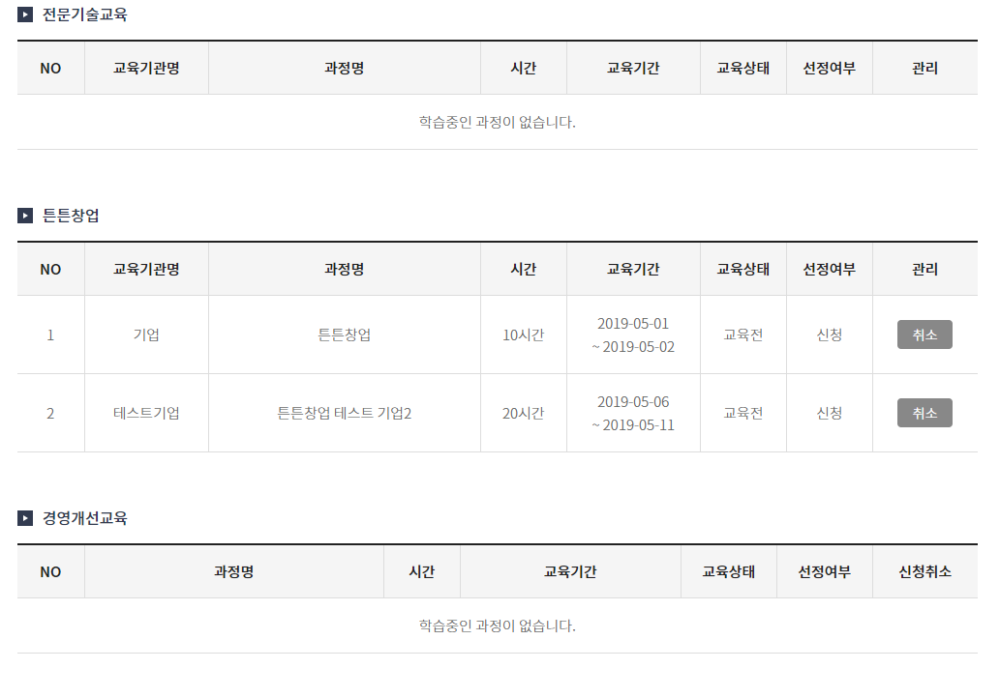 전문기술교육
NO 교육기관명 과정명 시간 교육기간 교육상태 선정여부 관리
학습중인 과정이 없습니다.
튼튼창업
NO 교육기관명 과정명 시간 교육기간 교육상태 선정여부 관리
1 기업 튼튼창업 10시간 2019-05-01 교육전 신청 취소
~ 2019-05-02
2 테스트기업 튼튼창업 테스트 기업2 20시간 2019-05-06 교육전 신청 취소
~ 2019-05-11
경영개선교육
NO 과정명 시간 교육기간 교육상태 선정여부 신청취소
학습중인 과정이 없습니다.